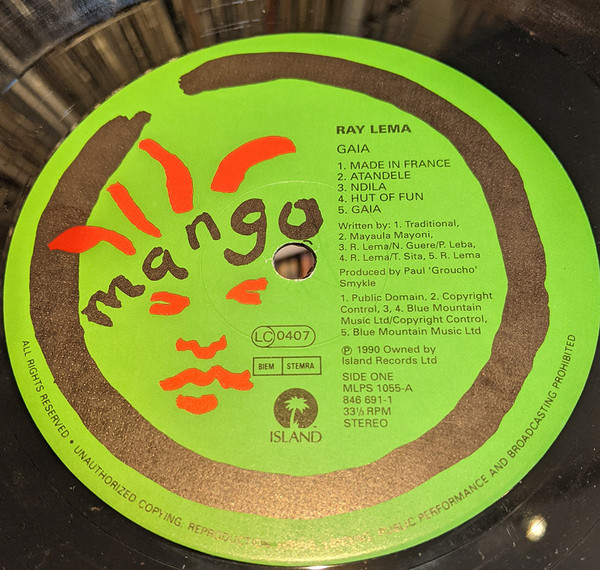 mango
RAY LEMA
GAIA
1. MADE IN FRANCE
2. ATANDELE
3. NDILA
4. HUT OF FUN
5. GAIA
Written by: 1. Traditional,
2. Mayaula Mayoni,
3. R. Lema/N. Guere/P. Leba,
4. R. Lema/T. Sita, 5. R. Lema
Produced by Paul 'Groucho'
Smykle
1. Public Domain, 2. Copyright
Control, 3, 4. Blue Mountain
Music Ltd/Copyright Control,
5. Blue Mountain Music Ltd
℗ 1990 Owned by
Island Records Ltd
SIDE ONE
MLPS 1055-A
846 691-1
33⅓ RPM
STEREO
LC 0407
BIEM STEMRA
ISLAND
ALL RIGHTS RESERVED • UNAUTHORIZED COPYING, PUBLIC PERFORMANCE AND BROADCASTING PROHIBITED